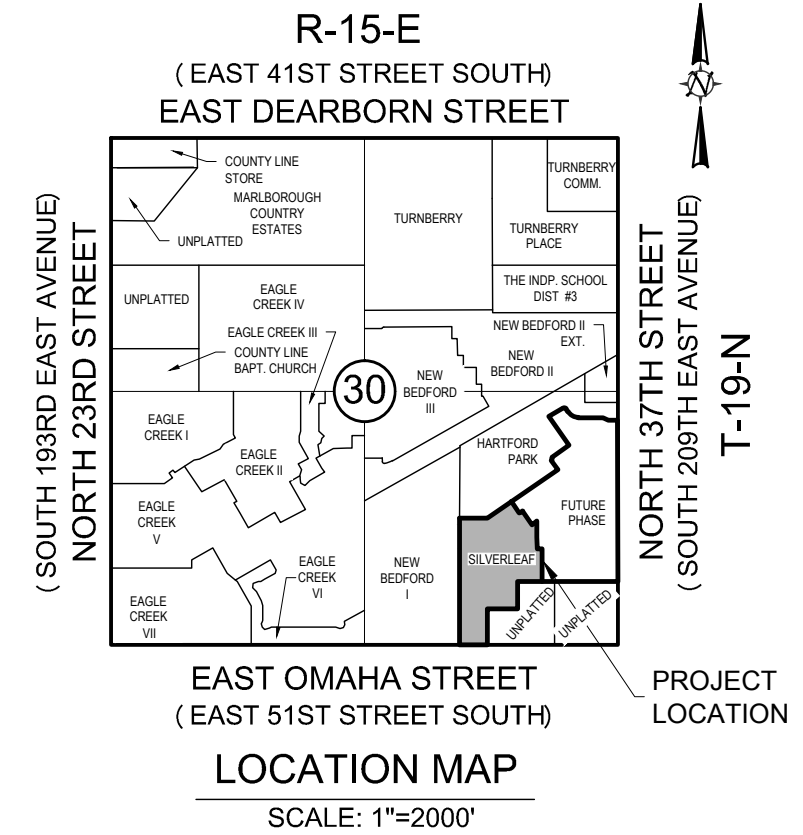 R-15-E
( EAST 41ST STREET SOUTH)
EAST DEARBORN STREET
N
( SOUTH 193RD EAST AVENUE)
NORTH 23RD STREET
COUNTY LINE
STORE
MARLBOROUGH
COUNTRY
ESTATES
UNPLATTED
TURNBERRY
TURNBERRY
COMM.
TURNBERRY
PLACE
THE INDP. SCHOOL
DIST #3
UNPLATTED
EAGLE
CREEK IV
EAGLE CREEK III
COUNTY LINE
BAPT. CHURCH
NEW BEDFORD II
EXT.
NEW
BEDFORD II
30
NEW
BEDFORD
III
EAGLE
CREEK I
EAGLE
CREEK II
HARTFORD
PARK
EAGLE
CREEK
V
FUTURE
PHASE
EAGLE
CREEK
VI
NEW
BEDFORD
I
SILVERLEAF
EAGLE
CREEK
VII
UNPLATTED
UNPLATTED
NORTH 37TH STREET
( SOUTH 209TH EAST AVENUE)
T-19-N
EAST OMAHA STREET
( EAST 51ST STREET SOUTH)
PROJECT
LOCATION
LOCATION MAP
SCALE: 1"=2000'